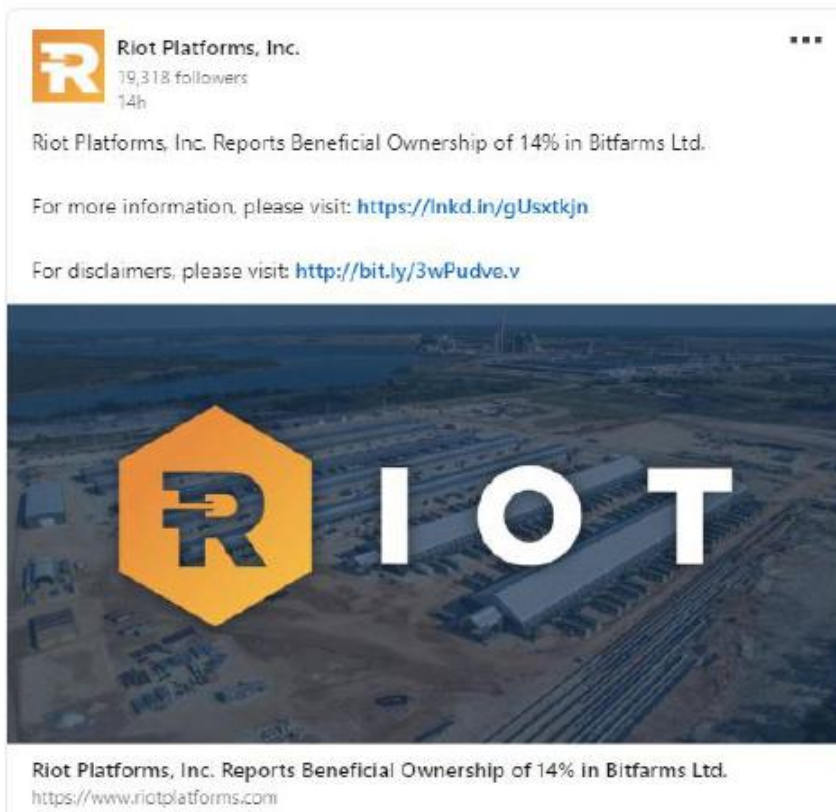 Riot Platforms, Inc.
19,318 followers
14h
Riot Platforms, Inc. Reports Beneficial Ownership of 14% in Bitfarms Ltd.
For more information, please visit: https://lnkd.in/gUsxtkjn
For disclaimers, please visit: http://bit.ly/3wPudve.v
RIOT
Riot Platforms, Inc. Reports Beneficial Ownership of 14% in Bitfarms Ltd.
https://www.riotplatforms.com